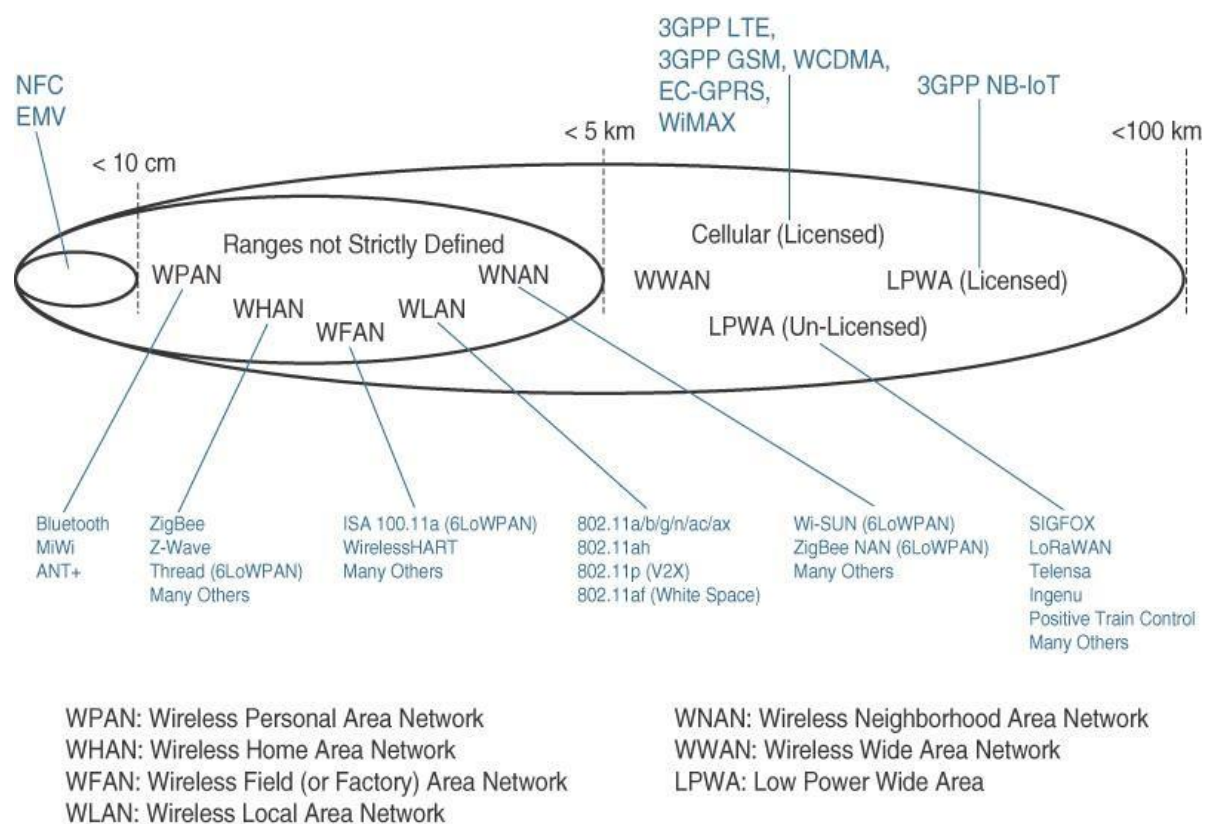 3GPP LTE,
3GPP GSM, WCDMA,
EC-GPRS,
WiMAX
3GPP NB-IoT
NFC
EMV
< 10 cm
< 5 km
<100 km
Ranges not Strictly Defined
WPAN
WHAN
WFAN
WLAN
WNAN
WWAN
Cellular (Licensed)
LPWA (Licensed)
LPWA (Un-Licensed)
Bluetooth
MiWi
ANT+
ZigBee
Z-Wave
Thread (6LoWPAN)
Many Others
ISA 100.11a (6LoWPAN)
WirelessHART
Many Others
802.11a/b/g/n/ac/ax
802.11ah
802.11p (V2X)
802.11af (White Space)
Wi-SUN (6LoWPAN)
ZigBee NAN (6LoWPAN)
Many Others
SIGFOX
LoRaWAN
Telensa
Ingenu
Positive Train Control
Many Others
WPAN: Wireless Personal Area Network
WHAN: Wireless Home Area Network
WFAN: Wireless Field (or Factory) Area Network
WLAN: Wireless Local Area Network
WNAN: Wireless Neighborhood Area Network
WWAN: Wireless Wide Area Network
LPWA: Low Power Wide Area